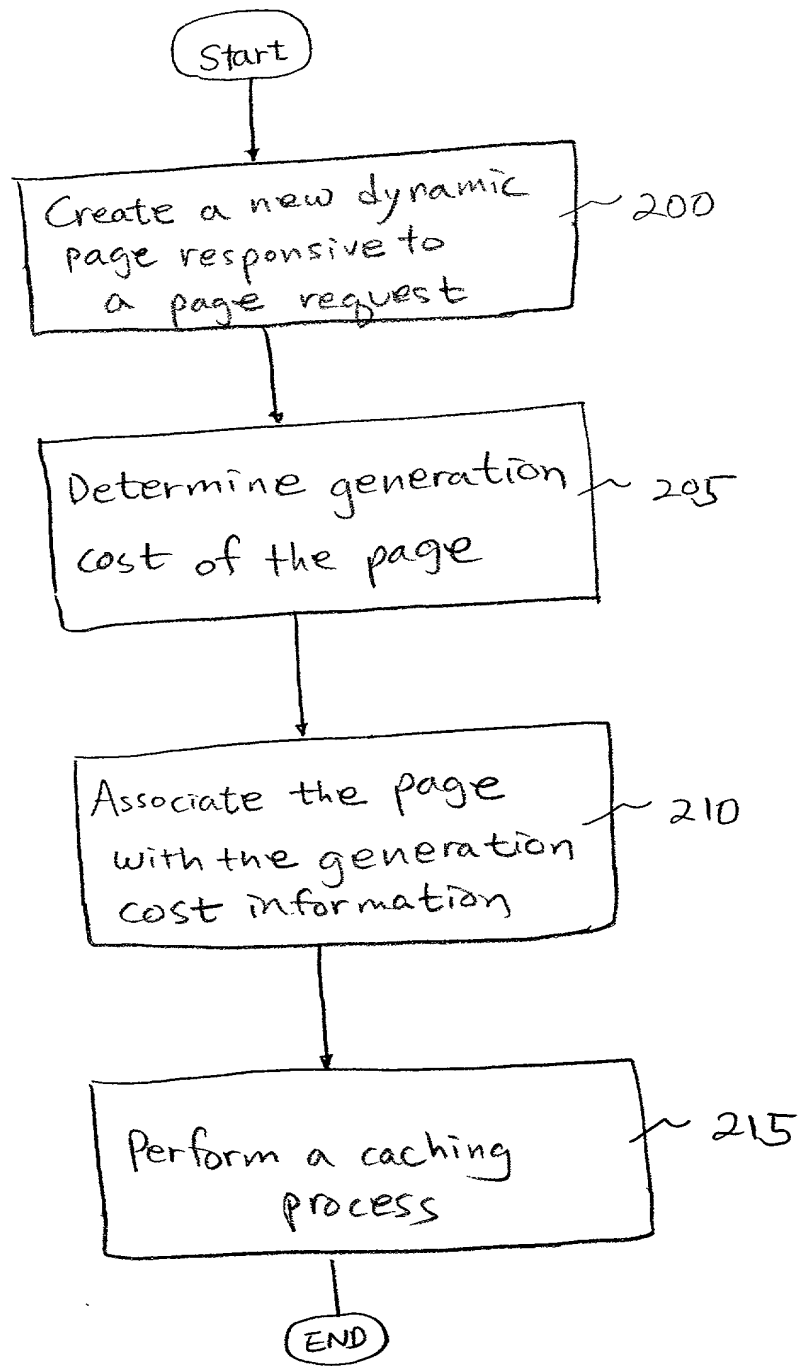 Start
Create a new dynamic
page responsive to
a page request
200
Determine generation
cost of the page
205
Associate the page
with the generation
cost information
210
Perform a caching
process
215
END